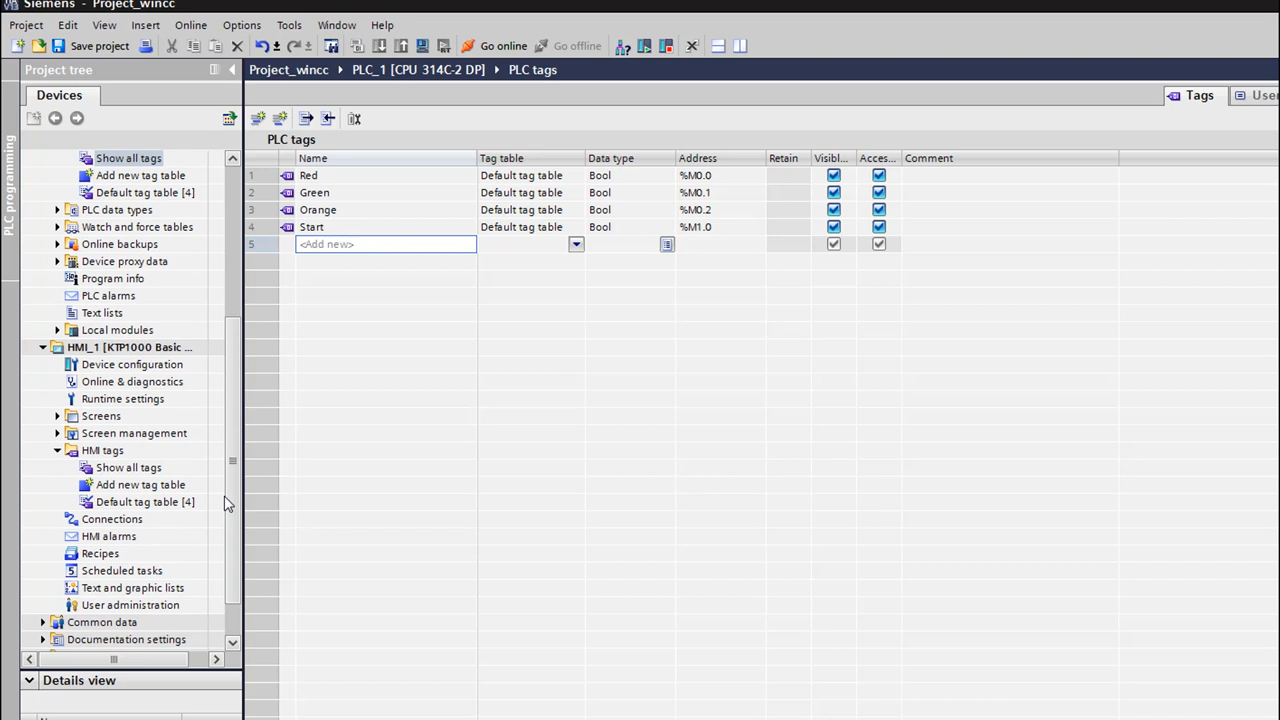 Siemens - Project_wincc
Project Edit View Insert Online Options Tools Window Help
Save project Go online Go offline
Project tree
Project_wincc PLC_1 [CPU 314C-2 DP] PLC tags
Devices
Tags
PLC programming
PLC tags
Name Tag table Data type Address Retain Visibl... Acces... Comment
1 Red Default tag table Bool %M0.0
2 Green Default tag table Bool %M0.1
3 Orange Default tag table Bool %M0.2
4 Start Default tag table Bool %M1.0
5 <Add new>
Show all tags
Add new tag table
Default tag table [4]
PLC data types
Watch and force tables
Online backups
Device proxy data
Program info
PLC alarms
Text lists
Local modules
HMI_1 [KTP1000 Basic ...
Device configuration
Online & diagnostics
Runtime settings
Screens
Screen management
HMI tags
Show all tags
Add new tag table
Default tag table [4]
Connections
HMI alarms
Recipes
Scheduled tasks
Text and graphic lists
User administration
Common data
Documentation settings
Details view